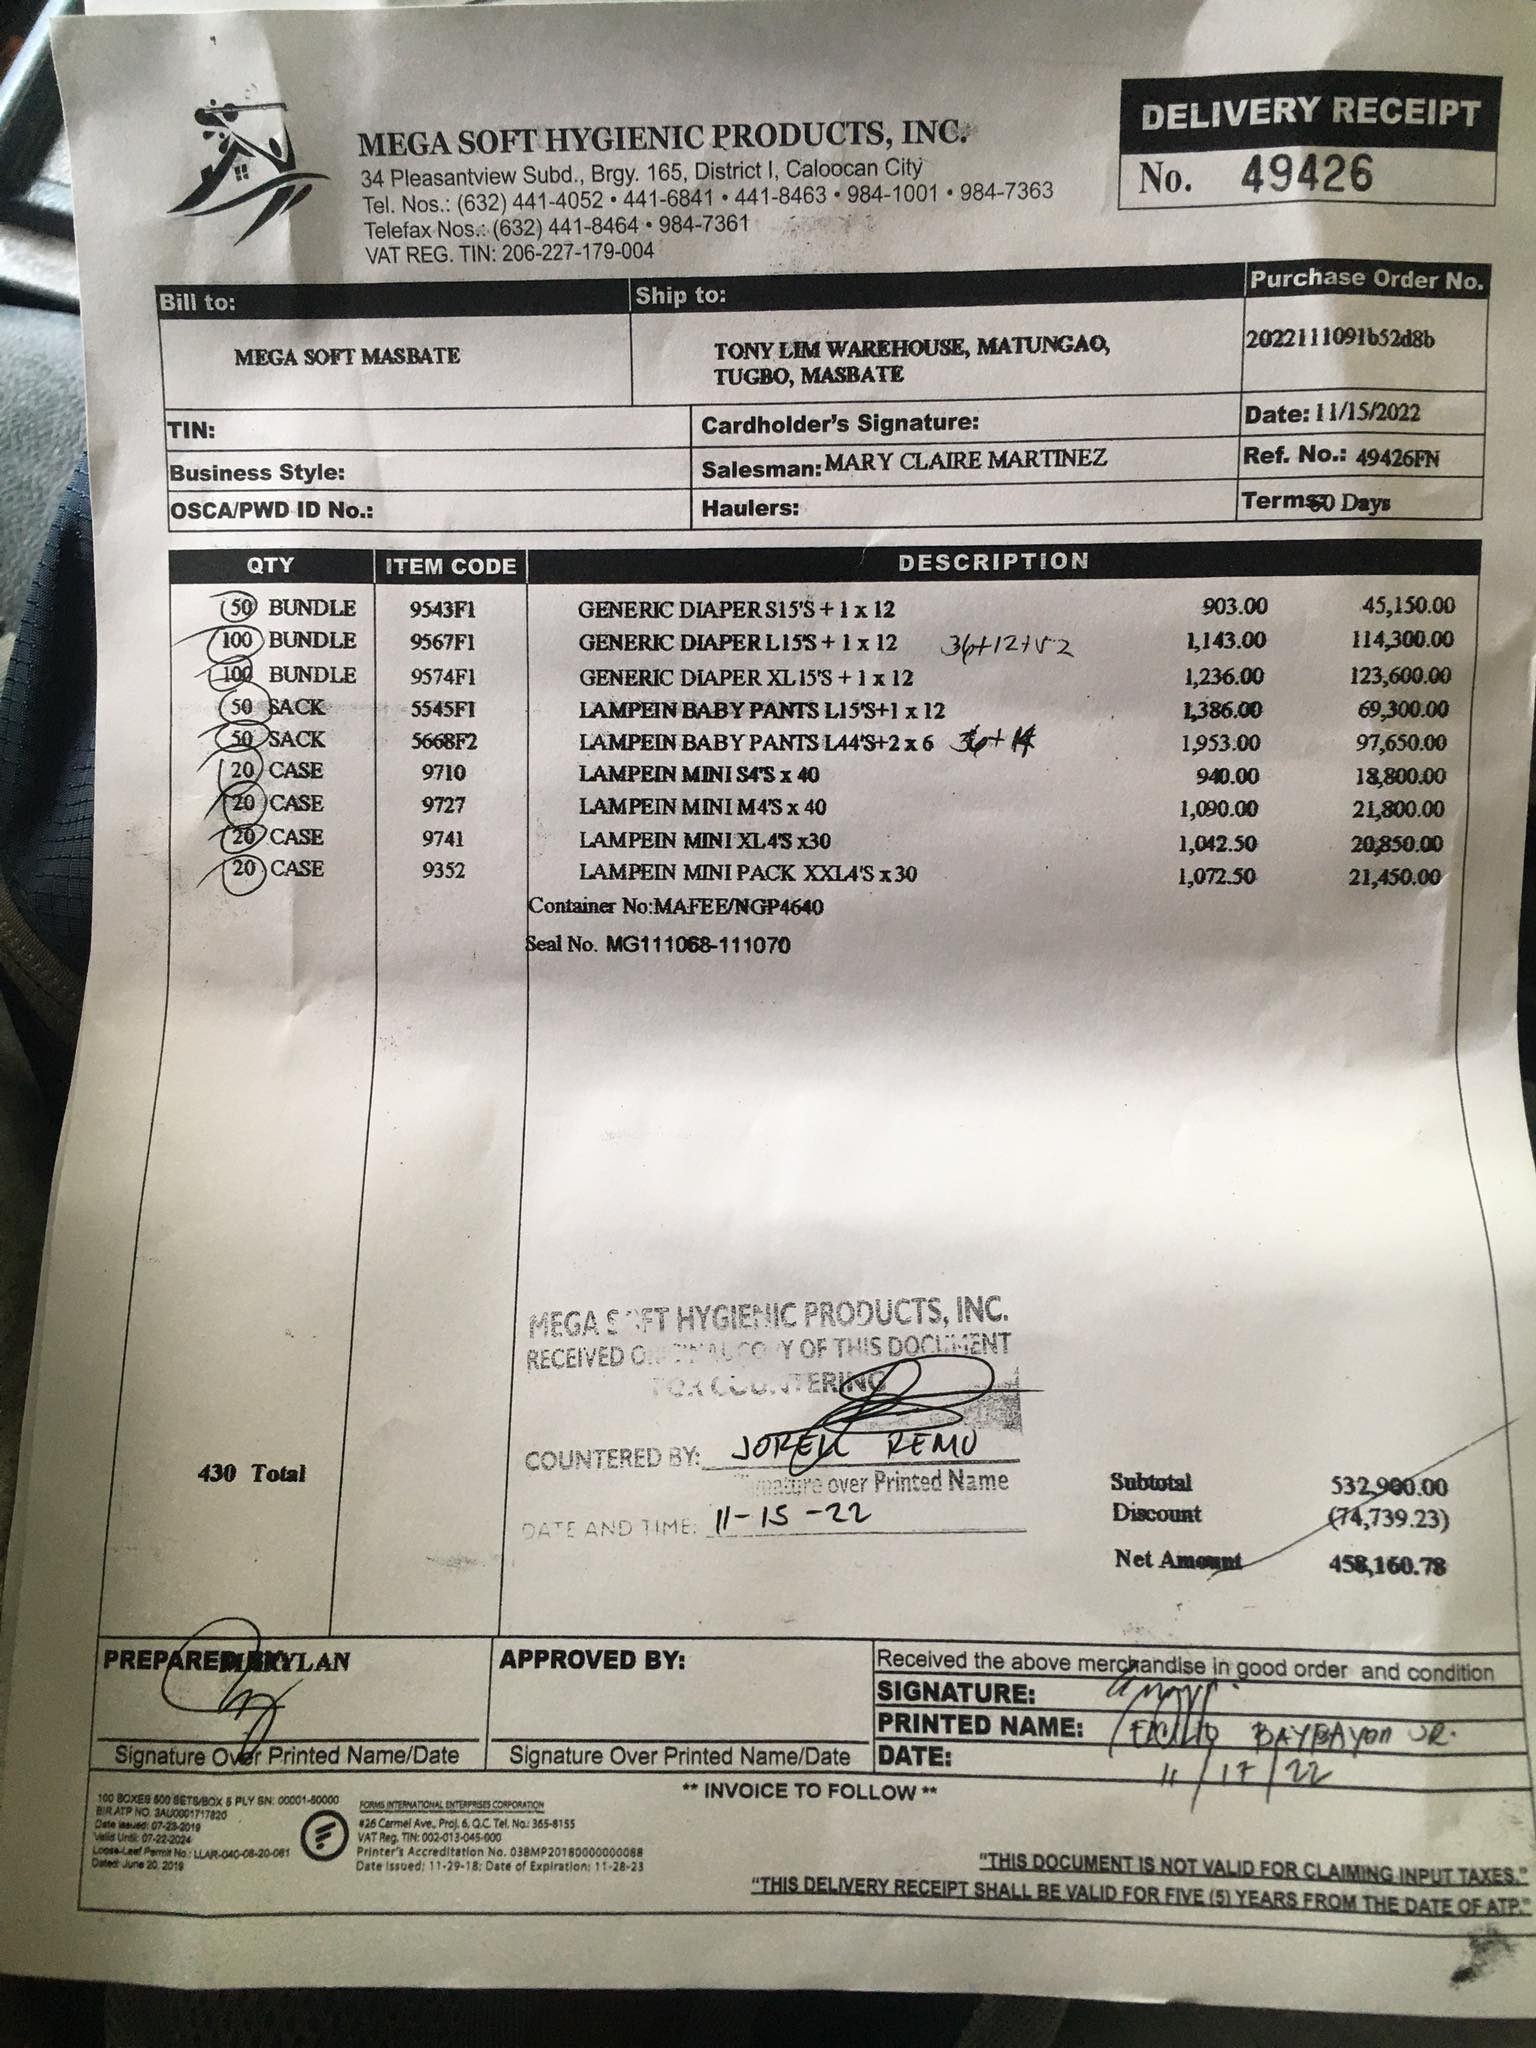 MEGA SOFT HYGIENIC PRODUCTS, INC.
34 Pleasantview Subd., Brgy. 165, District I, Caloocan City
Tel. Nos.: (632) 441-4052 • 441-6841 • 441-8463 • 984-1001 • 984-7363
Telefax Nos.: (632) 441-8464 • 984-7361
VAT REG. TIN: 206-227-179-004
DELIVERY RECEIPT
No. 49426
Bill to: Ship to: Purchase Order No.
MEGA SOFT MASBATE TONY LIM WAREHOUSE, MATUNGAO, 2022111091b52d8b
TUGBO, MASBATE
TIN: Cardholder's Signature: Date: 11/15/2022
Business Style: Salesman: MARY CLAIRE MARTINEZ Ref. No.: 49426FN
OSCA/PWD ID No.: Haulers: Terms: 60 Days
QTY ITEM CODE DESCRIPTION
50 BUNDLE 9543F1 GENERIC DIAPER S15'S + 1 x 12 903.00 45,150.00
100 BUNDLE 9567F1 GENERIC DIAPER L15'S + 1 x 12 36+12+52 1,143.00 114,300.00
100 BUNDLE 9574F1 GENERIC DIAPER XL15'S + 1 x 12 1,236.00 123,600.00
50 SACK 5545F1 LAMPEIN BABY PANTS L15'S+1 x 12 1,386.00 69,300.00
50 SACK 5668F2 LAMPEIN BABY PANTS L44'S+2 x 6 36+14 1,953.00 97,650.00
20 CASE 9710 LAMPEIN MINI S4'S x 40 940.00 18,800.00
20 CASE 9727 LAMPEIN MINI M4'S x 40 1,090.00 21,800.00
20 CASE 9741 LAMPEIN MINI XL4'S x30 1,042.50 20,850.00
20 CASE 9352 LAMPEIN MINI PACK XXL4'S x 30 1,072.50 21,450.00
Container No:MAFEE/NGP4640
Seal No. MG111068-111070
MEGA SOFT HYGIENIC PRODUCTS, INC.
RECEIVED ORIGINAL COPY OF THIS DOCUMENT
FOR COUNTERING
COUNTERED BY: JORELL REMO
Signature over Printed Name
DATE AND TIME: 11-15-22
430 Total
Subtotal 532,900.00
Discount (74,739.23)
Net Amount 458,160.78
PREPARED BY: MARYLAN
Signature Over Printed Name/Date
APPROVED BY:
Signature Over Printed Name/Date
Received the above merchandise in good order and condition
SIGNATURE:
PRINTED NAME: BAYBAYON JR.
DATE: 11/17/22
** INVOICE TO FOLLOW **
100 BOXES 500 SETS/BOX 5 PLY SN: 00001-50000
BIR ATP NO. 3AU0001717820
Date Issued: 07-23-2019
Valid Until: 07-22-2024
Loose-Leaf Permit No.: LLAR-040-06-20-061
Dated: June 20, 2019
FORMS INTERNATIONAL ENTERPRISES CORPORATION
#26 Carmel Ave., Proj. 6, Q.C. Tel. No.: 365-8155
VAT Reg. TIN: 002-013-045-000
Printer's Accreditation No. 038MP20180000000088
Date Issued: 11-29-18; Date of Expiration: 11-28-23
"THIS DOCUMENT IS NOT VALID FOR CLAIMING INPUT TAXES."
"THIS DELIVERY RECEIPT SHALL BE VALID FOR FIVE (5) YEARS FROM THE DATE OF ATP."